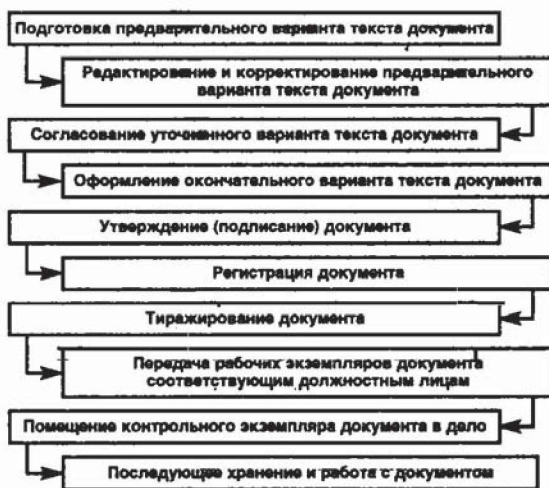 Подготовка предварительного варианта текста документа
Редактирование и корректирование предварительного
варианта текста документа
Согласование уточненного варианта текста документа
Оформление окончательного варианта текста документа
Утверждение (подписание) документа
Регистрация документа
Тиражирование документа
Передача рабочих экземпляров документа
соответствующим должностным лицам
Помещение контрольного экземпляра документа в дело
Последующее хранение и работа с документом